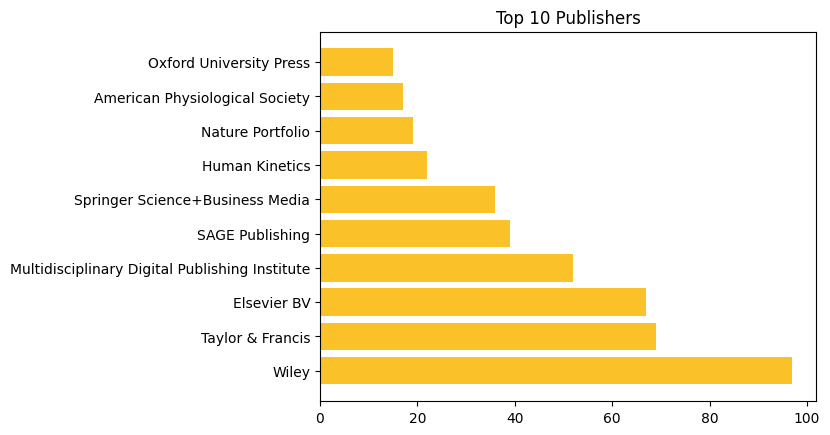 Top 10 Publishers
Oxford University Press
American Physiological Society
Nature Portfolio
Human Kinetics
Springer Science+Business Media
SAGE Publishing
Multidisciplinary Digital Publishing Institute
Elsevier BV
Taylor & Francis
Wiley
0 20 40 60 80 100